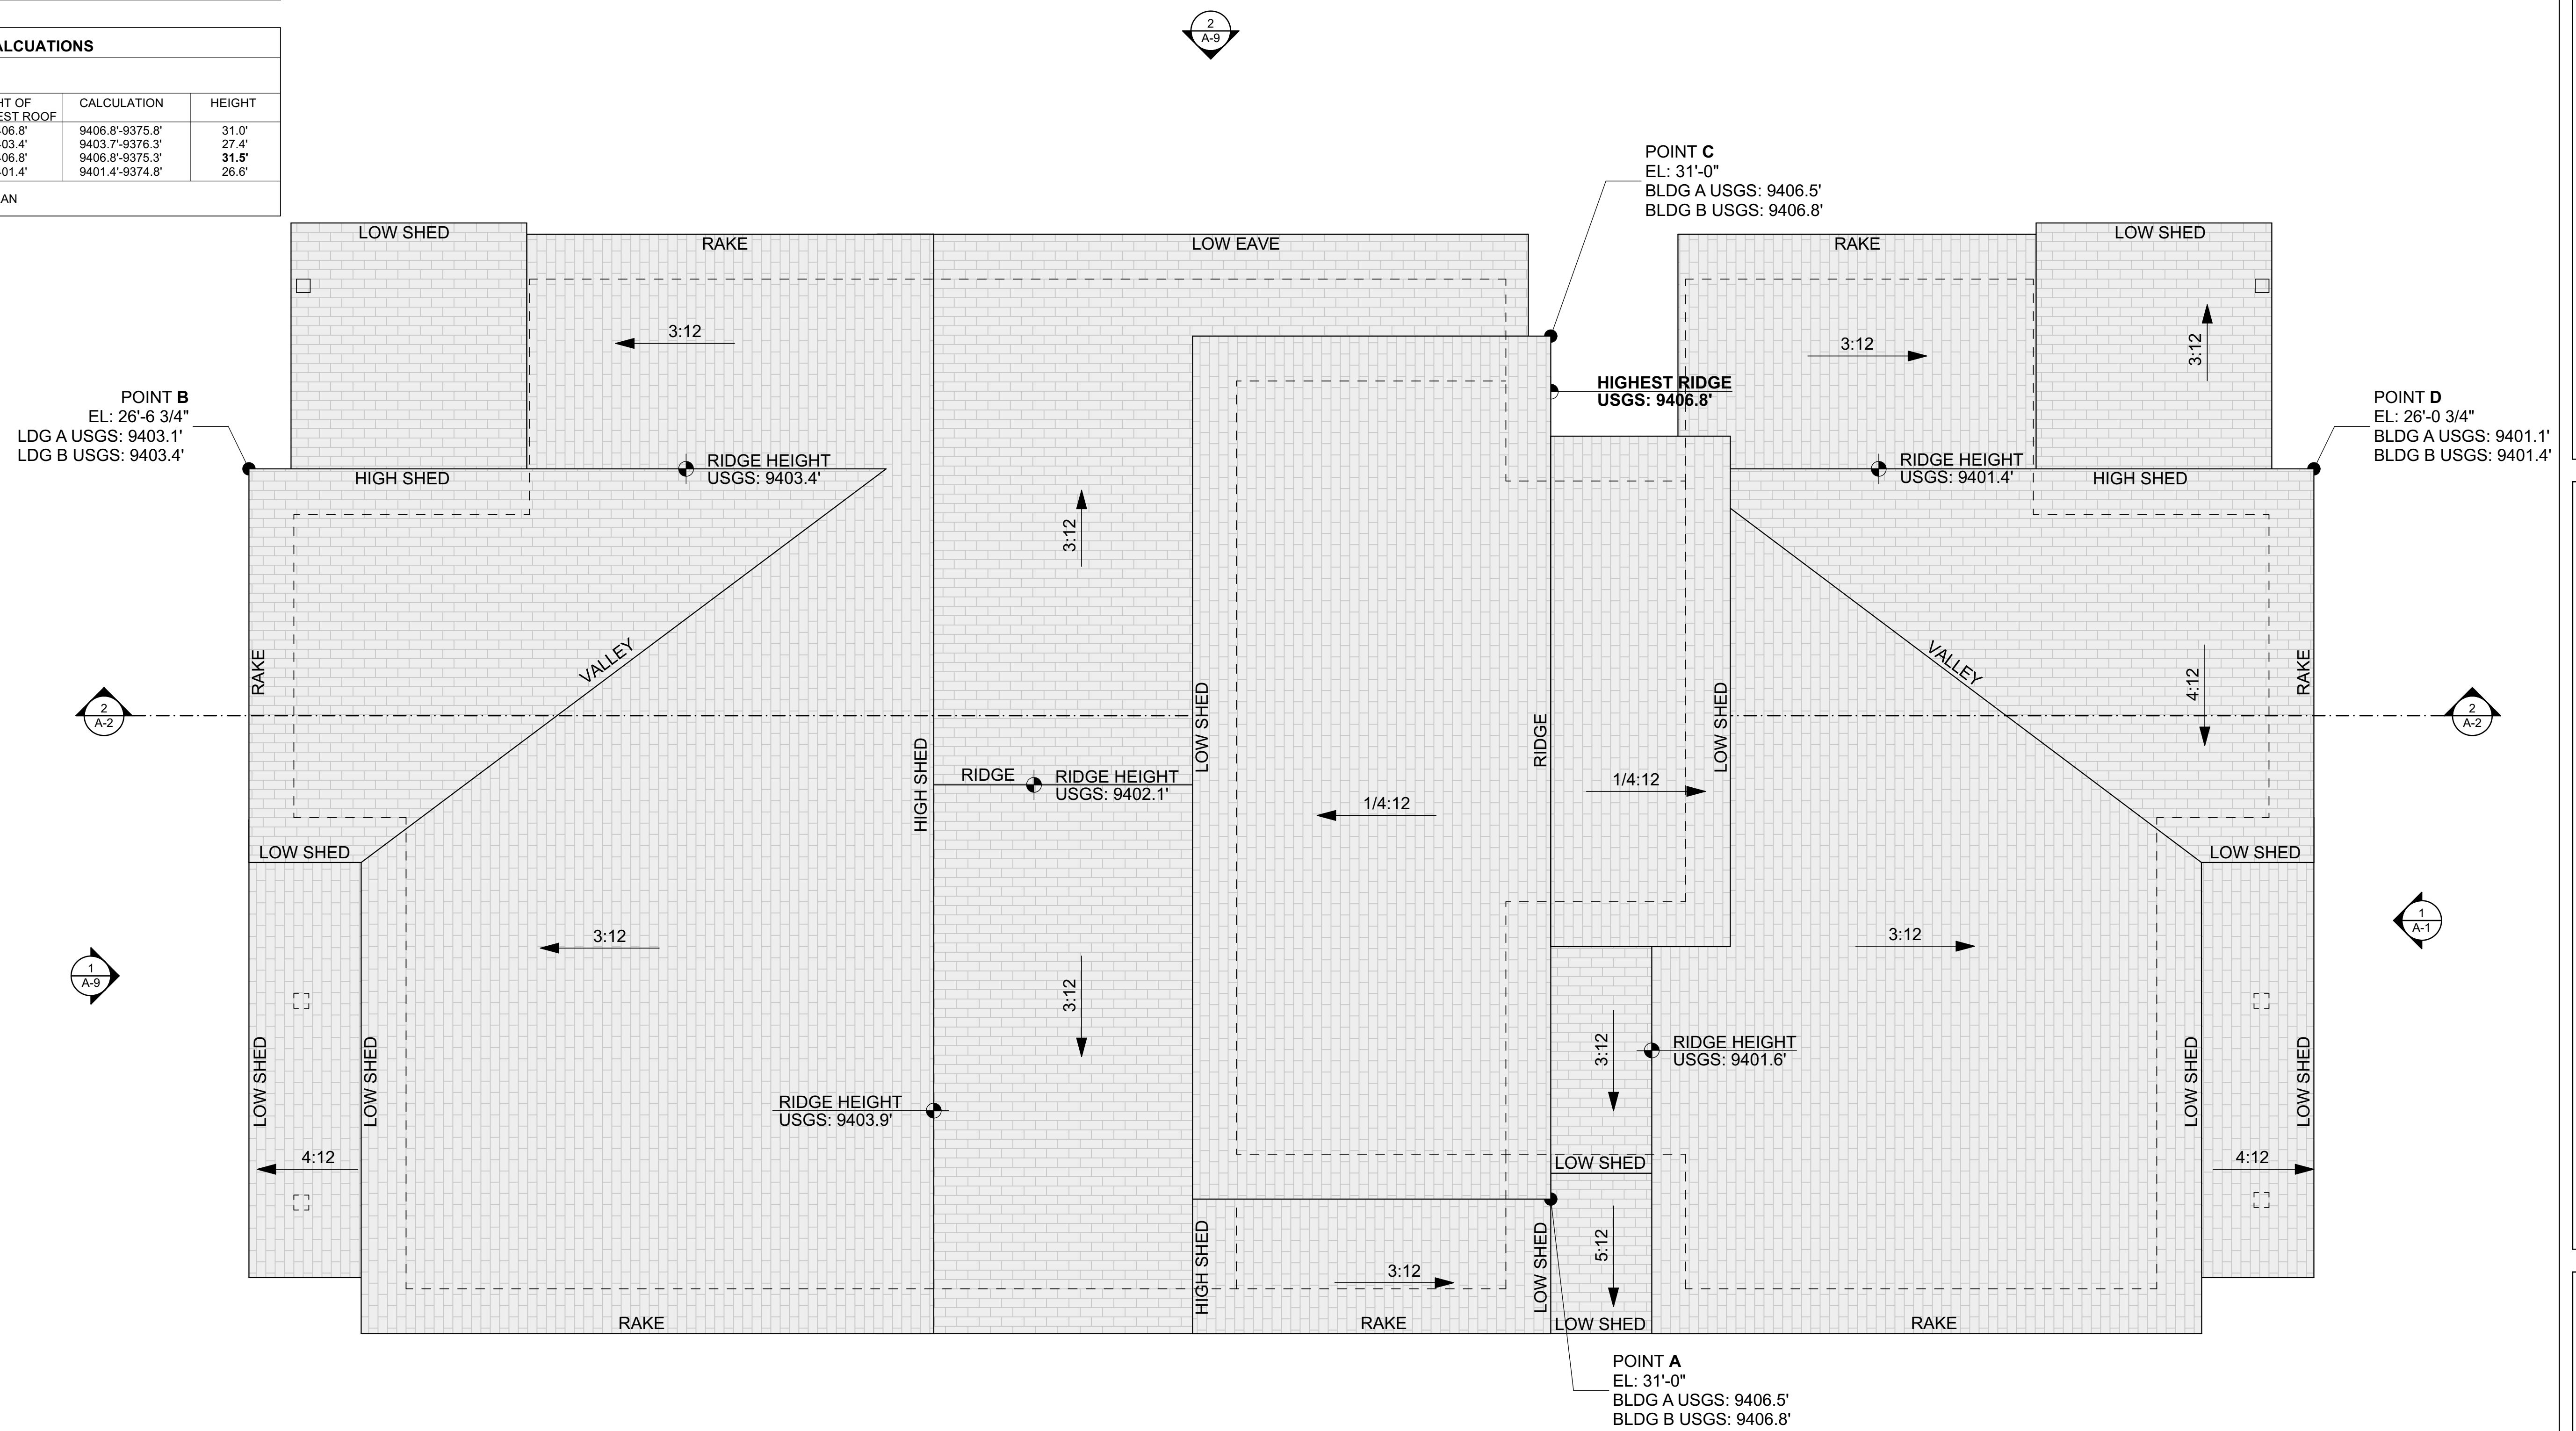 2
A-9
ALCUATIONS
HT OF CALCULATION HEIGHT
EST ROOF
06.8' 9406.8'-9375.8' 31.0'
03.4' 9403.7'-9376.3' 27.4'
06.8' 9406.8'-9375.3' 31.5'
01.4' 9401.4'-9374.8' 26.6'
AN
POINT C
EL: 31'-0"
BLDG A USGS: 9406.5'
BLDG B USGS: 9406.8'
LOW SHED
RAKE
LOW EAVE
RAKE
LOW SHED
3:12
3:12
3:12
HIGHEST RIDGE
USGS: 9406.8'
POINT B
EL: 26'-6 3/4"
LDG A USGS: 9403.1'
LDG B USGS: 9403.4'
POINT D
EL: 26'-0 3/4"
BLDG A USGS: 9401.1'
BLDG B USGS: 9401.4'
HIGH SHED
RIDGE HEIGHT
USGS: 9403.4'
RIDGE HEIGHT
USGS: 9401.4'
HIGH SHED
3:12
VALLEY
VALLEY
RAKE
RAKE
4:12
2
A-2
2
A-2
HIGH SHED
RIDGE
RIDGE HEIGHT
USGS: 9402.1'
LOW SHED
RIDGE
LOW SHED
1/4:12
1/4:12
LOW SHED
LOW SHED
3:12
3:12
1
A-9
1
A-1
3:12
3:12
RIDGE HEIGHT
USGS: 9401.6'
LOW SHED
LOW SHED
LOW SHED
LOW SHED
RIDGE HEIGHT
USGS: 9403.9'
4:12
4:12
LOW SHED
HIGH SHED
3:12
LOW SHED
5:12
RAKE
RAKE
LOW SHED
RAKE
POINT A
EL: 31'-0"
BLDG A USGS: 9406.5'
BLDG B USGS: 9406.8'